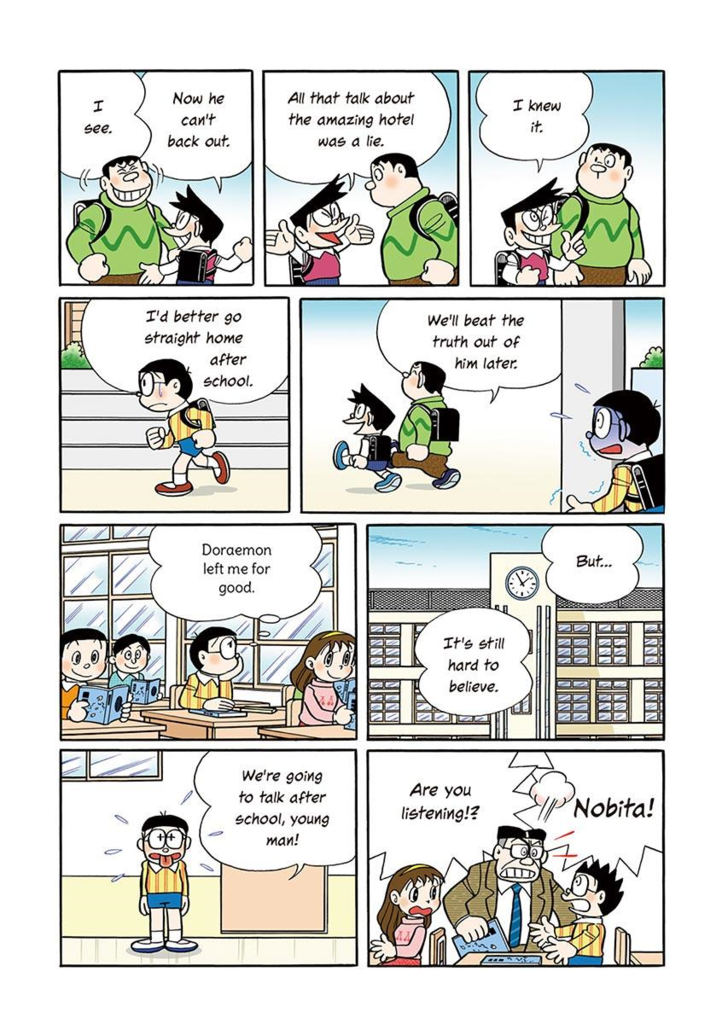 I knew
it.
All that talk about
the amazing hotel
was a lie.
Now he
can't
back out.
I
see.
We'll beat the
truth out of
him later.
I'd better go
straight home
after
school.
But...
It's still
hard to
believe.
Doraemon
left me for
good.
Nobita!
Are you
listening!?
We're going
to talk after
school, young
man!